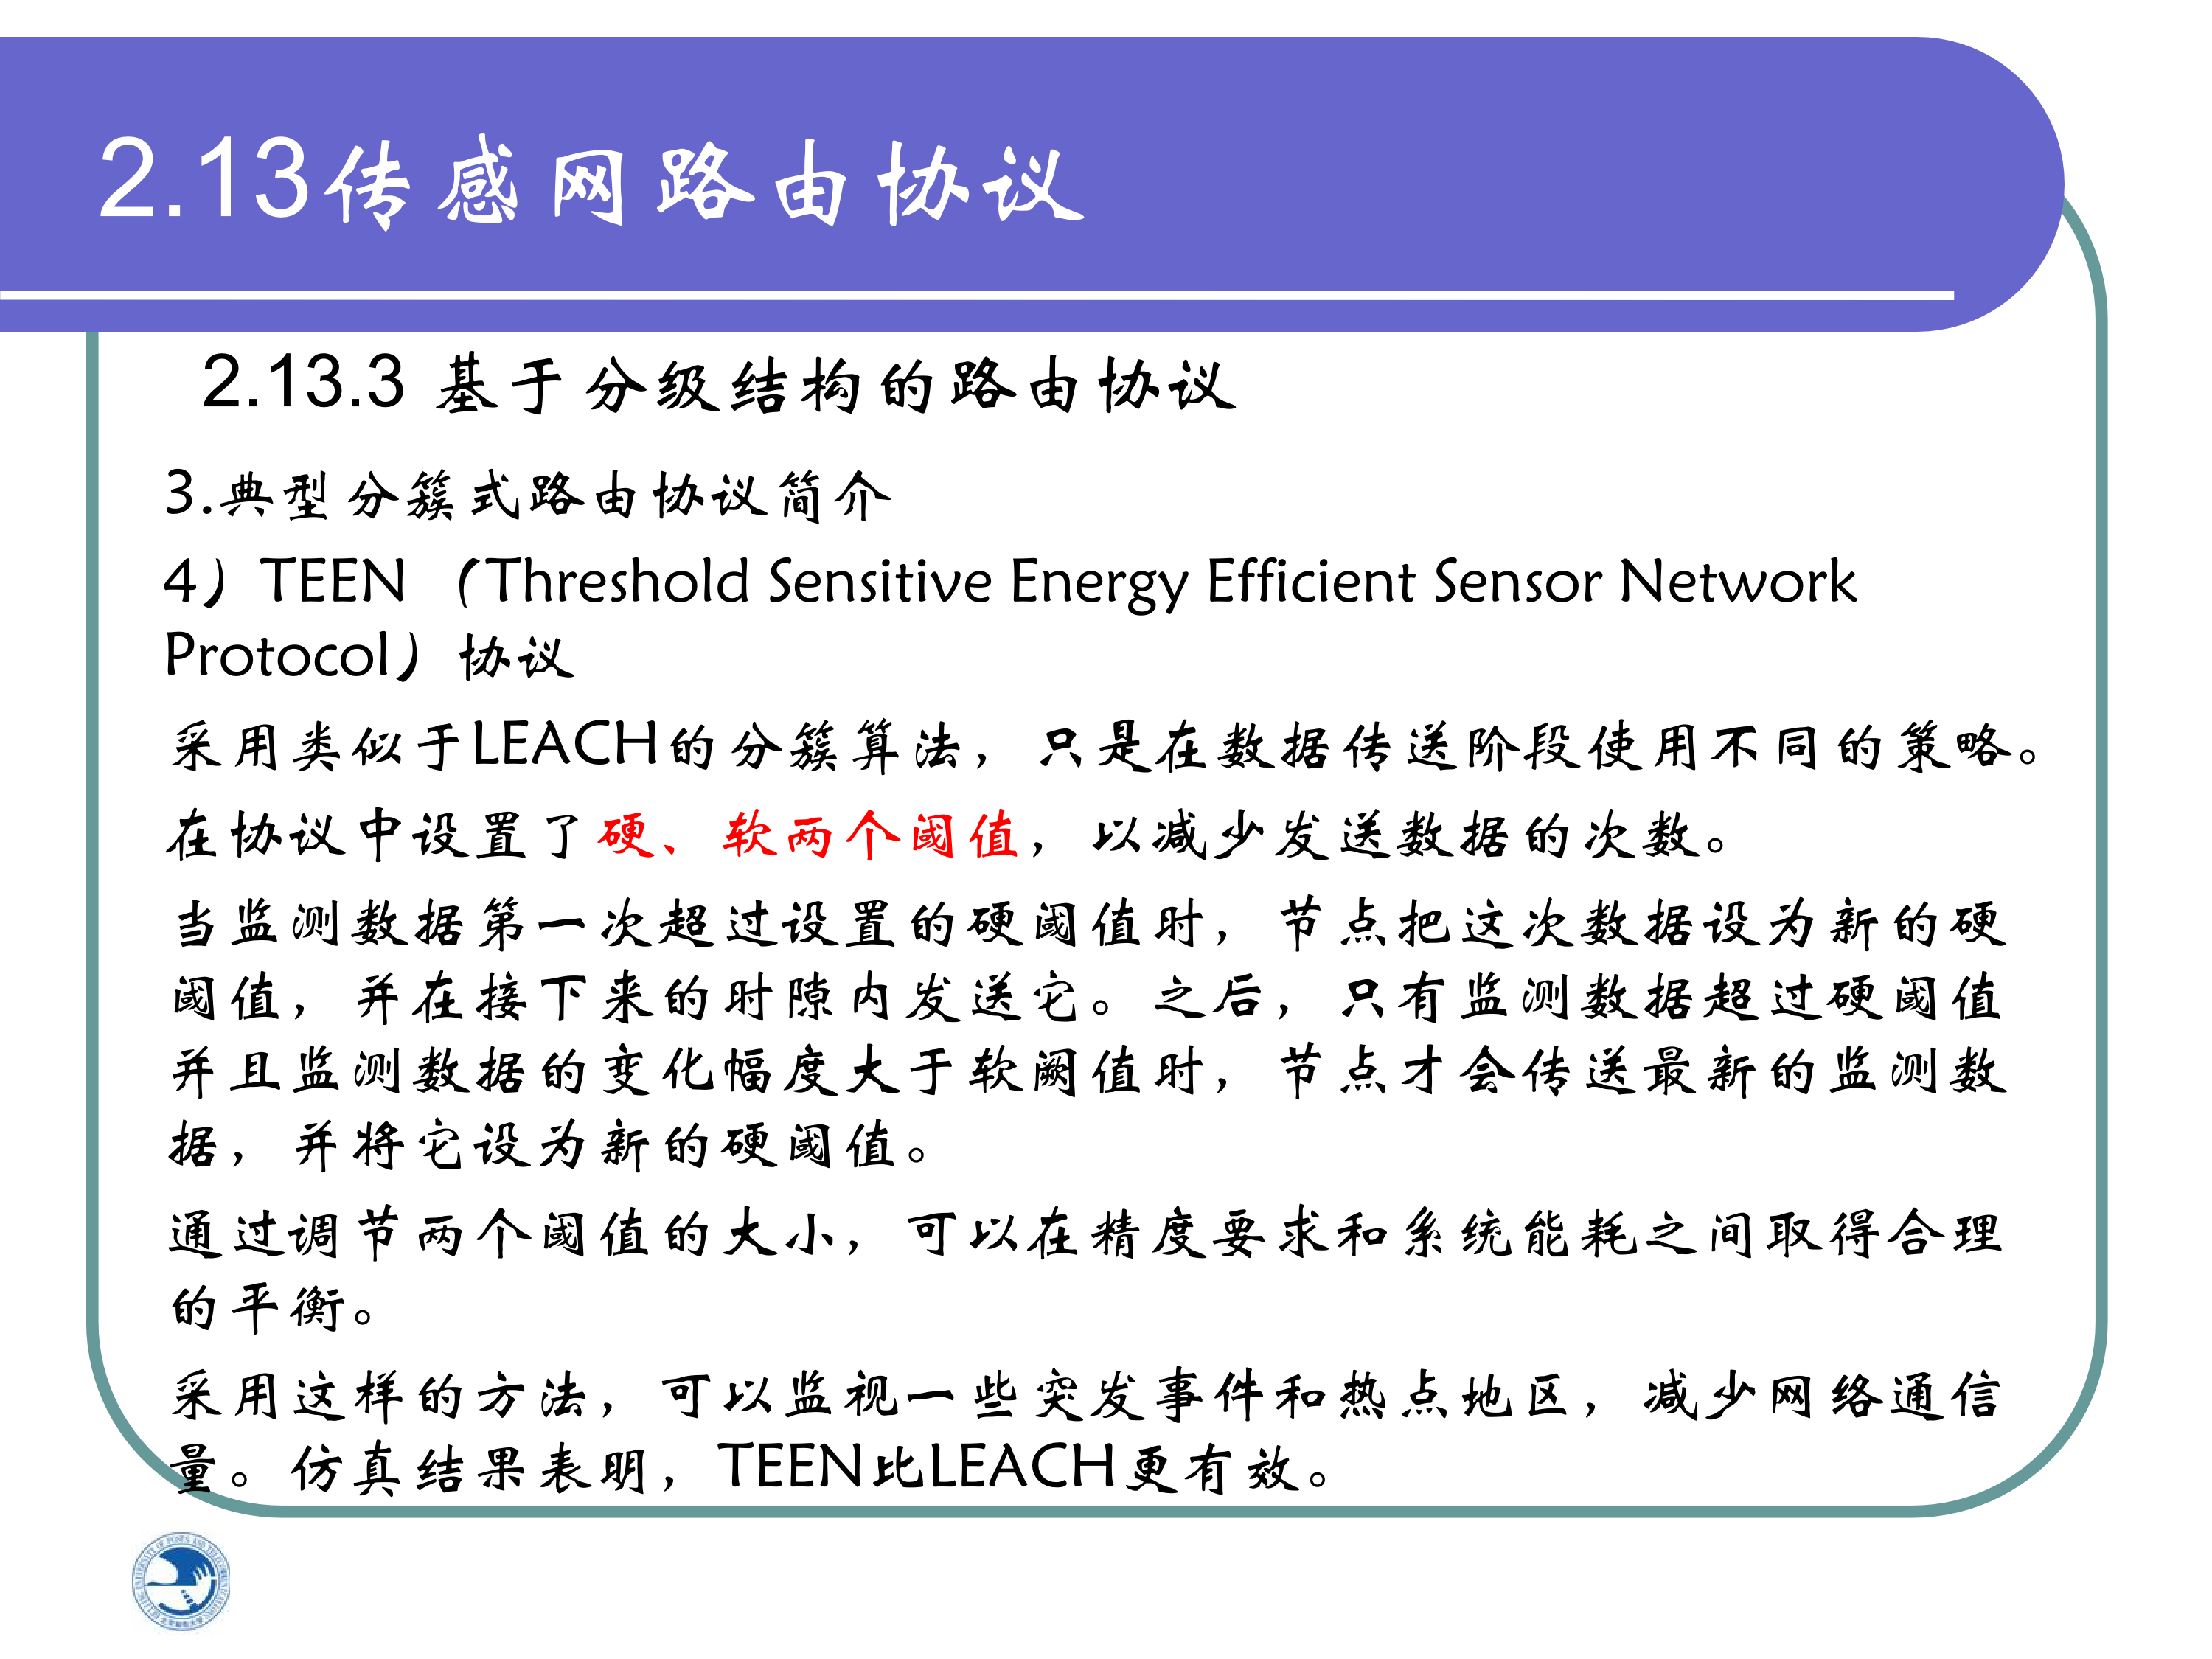 2.13传感网路由协议
2.13.3 基于分级结构的路由协议
3.典型分簇式路由协议简介
4）TEEN （Threshold Sensitive Energy Efficient Sensor Network
Protocol）协议
采用类似于LEACH的分簇算法，只是在数据传送阶段使用不同的策略。
在协议中设置了硬、软两个阈值，以减少发送数据的次数。
当监测数据第一次超过设置的硬阈值时，节点把这次数据设为新的硬
阈值，并在接下来的时隙内发送它。之后，只有监测数据超过硬阈值
并且监测数据的变化幅度大于软阙值时，节点才会传送最新的监测数
据，并将它设为新的硬阈值。
通过调节两个阈值的大小，可以在精度要求和系统能耗之间取得合理
的平衡。
采用这样的方法，可以监视一些突发事件和热点地区，减少网络通信
量。仿真结果表明，TEEN比LEACH更有效。